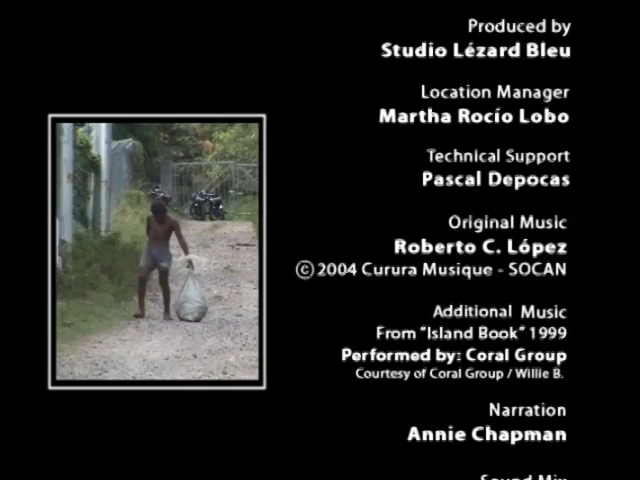 Produced by
Studio Lézard Bleu
Location Manager
Martha Rocío Lobo
Technical Support
Pascal Depocas
Original Music
Roberto C. López
© 2004 Curura Musique - SOCAN
Additional Music
From "Island Book" 1999
Performed by: Coral Group
Courtesy of Coral Group / Willie B.
Narration
Annie Chapman
Sound Mix